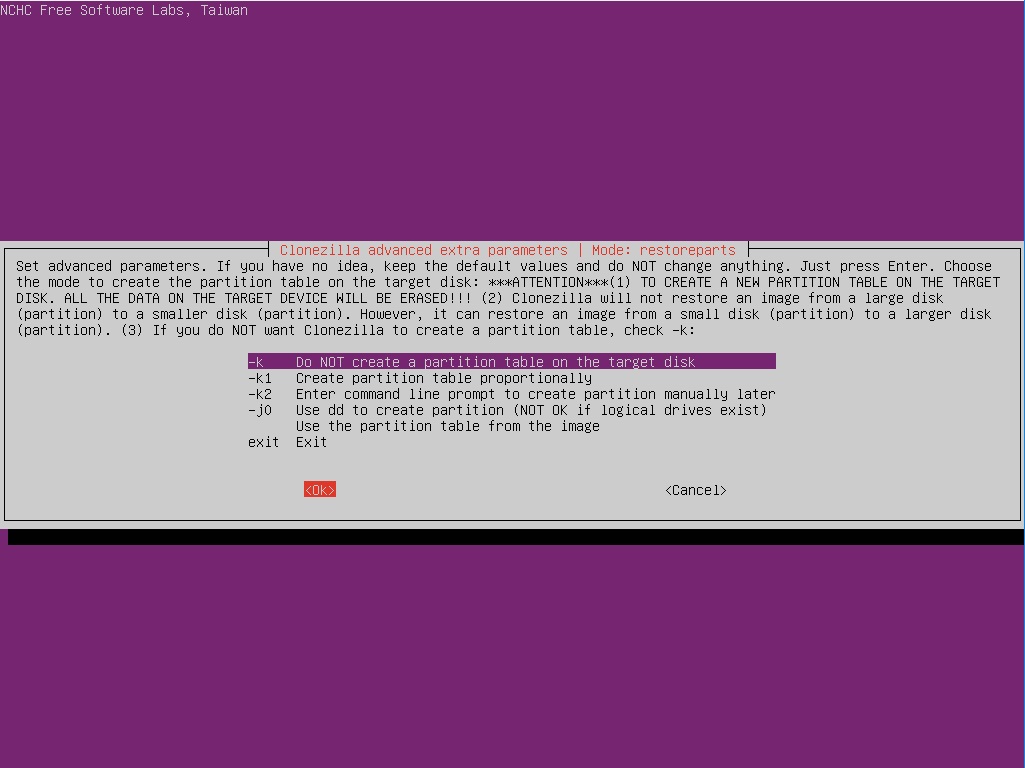 NCHC Free Software Labs, Taiwan
Clonezilla advanced extra parameters | Mode: restoreparts
Set advanced parameters. If you have no idea, keep the default values and do NOT change anything. Just press Enter. Choose
the mode to create the partition table on the target disk: ***ATTENTION***(1) TO CREATE A NEW PARTITION TABLE ON THE TARGET
DISK. ALL THE DATA ON THE TARGET DEVICE WILL BE ERASED!!! (2) Clonezilla will not restore an image from a large disk
(partition) to a smaller disk (partition). However, it can restore an image from a small disk (partition) to a larger disk
(partition). (3) If you do NOT want Clonezilla to create a partition table, check -k:
-k Do NOT create a partition table on the target disk
-k1 Create partition table proportionally
-k2 Enter command line prompt to create partition manually later
-j0 Use dd to create partition (NOT OK if logical drives exist)
Use the partition table from the image
exit Exit
<Ok> <Cancel>